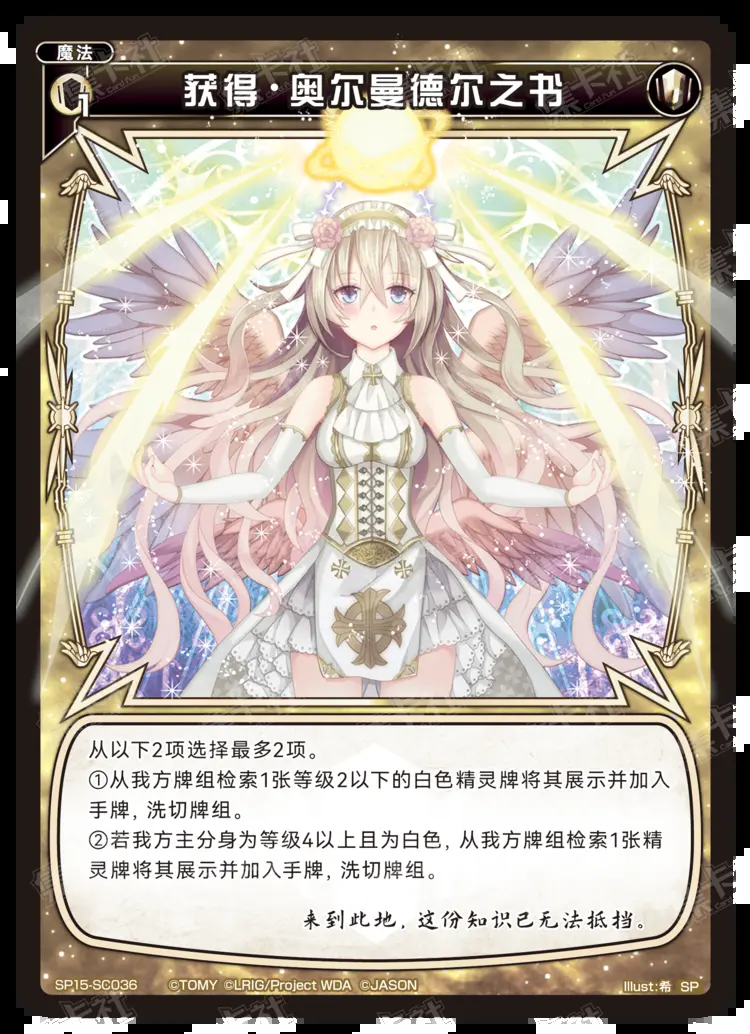 魔法
1
获得·奥尔曼德尔之书
从以下2项选择最多2项。
①从我方牌组检索1张等级2以下的白色精灵牌将其展示并加入
手牌, 洗切牌组。
②若我方主分身为等级4以上且为白色, 从我方牌组检索1张精
灵牌将其展示并加入手牌, 洗切牌组。
来到此地, 这份知识已无法抵挡。
SP15-SC036 ©TOMY ©LRIG/Project WDA ©JASON Illust:希 SP
集卡社